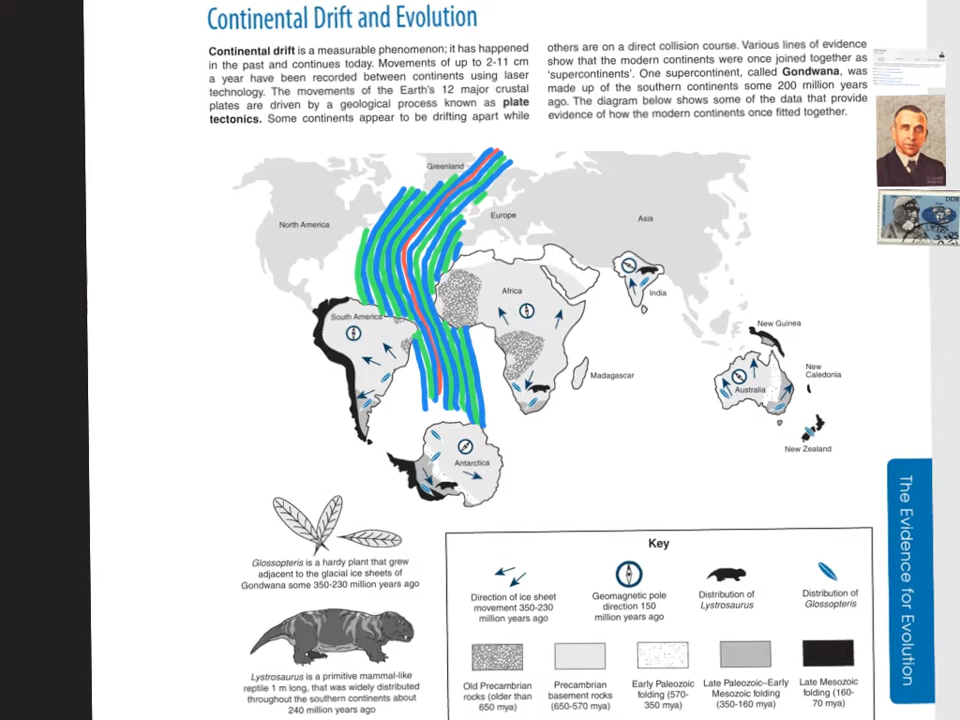 Continental Drift and Evolution
Continental drift is a measurable phenomenon; it has happened
in the past and continues today. Movements of up to 2-11 cm
a year have been recorded between continents using laser
technology. The movements of the Earth's 12 major crustal
plates are driven by a geological process known as plate
tectonics. Some continents appear to be drifting apart while
others are on a direct collision course. Various lines of evidence
show that the modern continents were once joined together as
'supercontinents'. One supercontinent, called Gondwana, was
made up of the southern continents some 200 million years
ago. The diagram below shows some of the data that provide
evidence of how the modern continents once fitted together.
DDR
Greenland
North America
Europe
Asia
Africa
India
South America
New Guinea
Madagascar
New
Caledonia
Australia
New Zealand
Antarctica
The Evidence for Evolution
Glossopteris is a hardy plant that grew
adjacent to the glacial ice sheets of
Gondwana some 350-230 million years ago
Lystrosaurus is a primitive mammal-like
reptile 1 m long, that was widely distributed
throughout the southern continents about
240 million years ago
Key
Direction of ice sheet
movement 350-230
million years ago
Geomagnetic pole
direction 150
million years ago
Distribution of
Lystrosaurus
Distribution of
Glossopteris
Old Precambrian
rocks (older than
650 mya)
Precambrian
basement rocks
(650-570 mya)
Early Paleozoic
folding (570-
350 mya)
Late Paleozoic–Early
Mesozoic folding
(350-160 mya)
Late Mesozoic
folding (160-
70 mya)